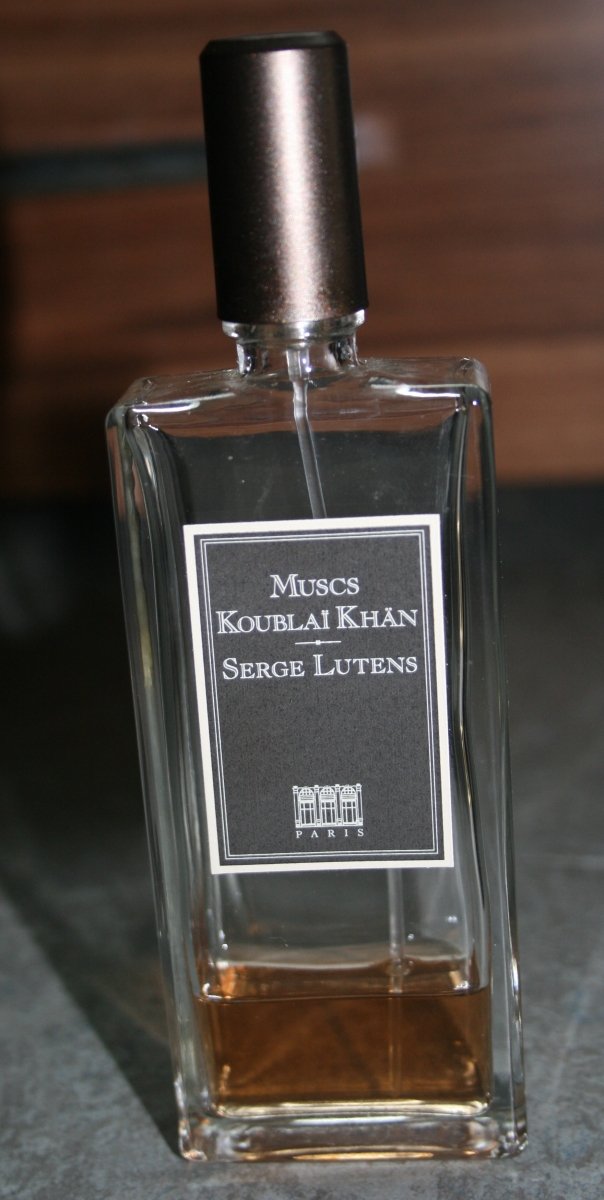 Muscs
Koublaï Khän
Serge Lutens
PARIS